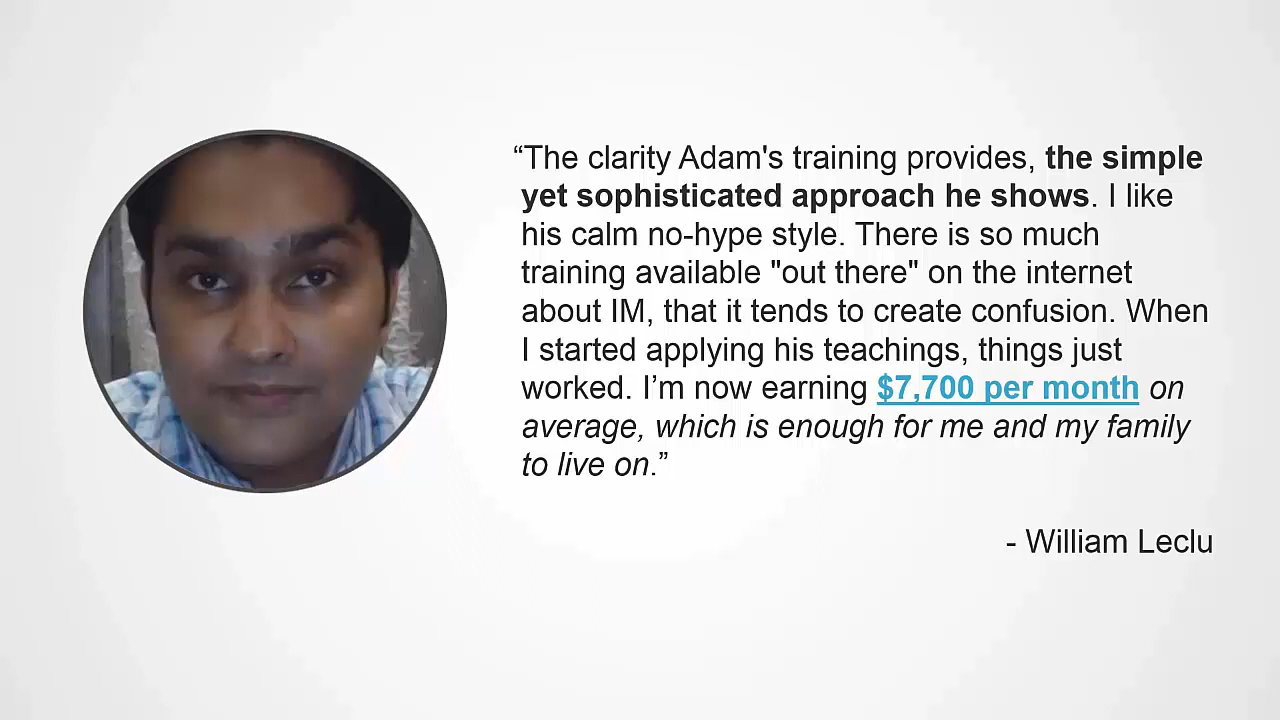 “The clarity Adam's training provides, the simple
yet sophisticated approach he shows. I like
his calm no-hype style. There is so much
training available "out there" on the internet
about IM, that it tends to create confusion. When
I started applying his teachings, things just
worked. I’m now earning $7,700 per month on
average, which is enough for me and my family
to live on.”
- William Leclu